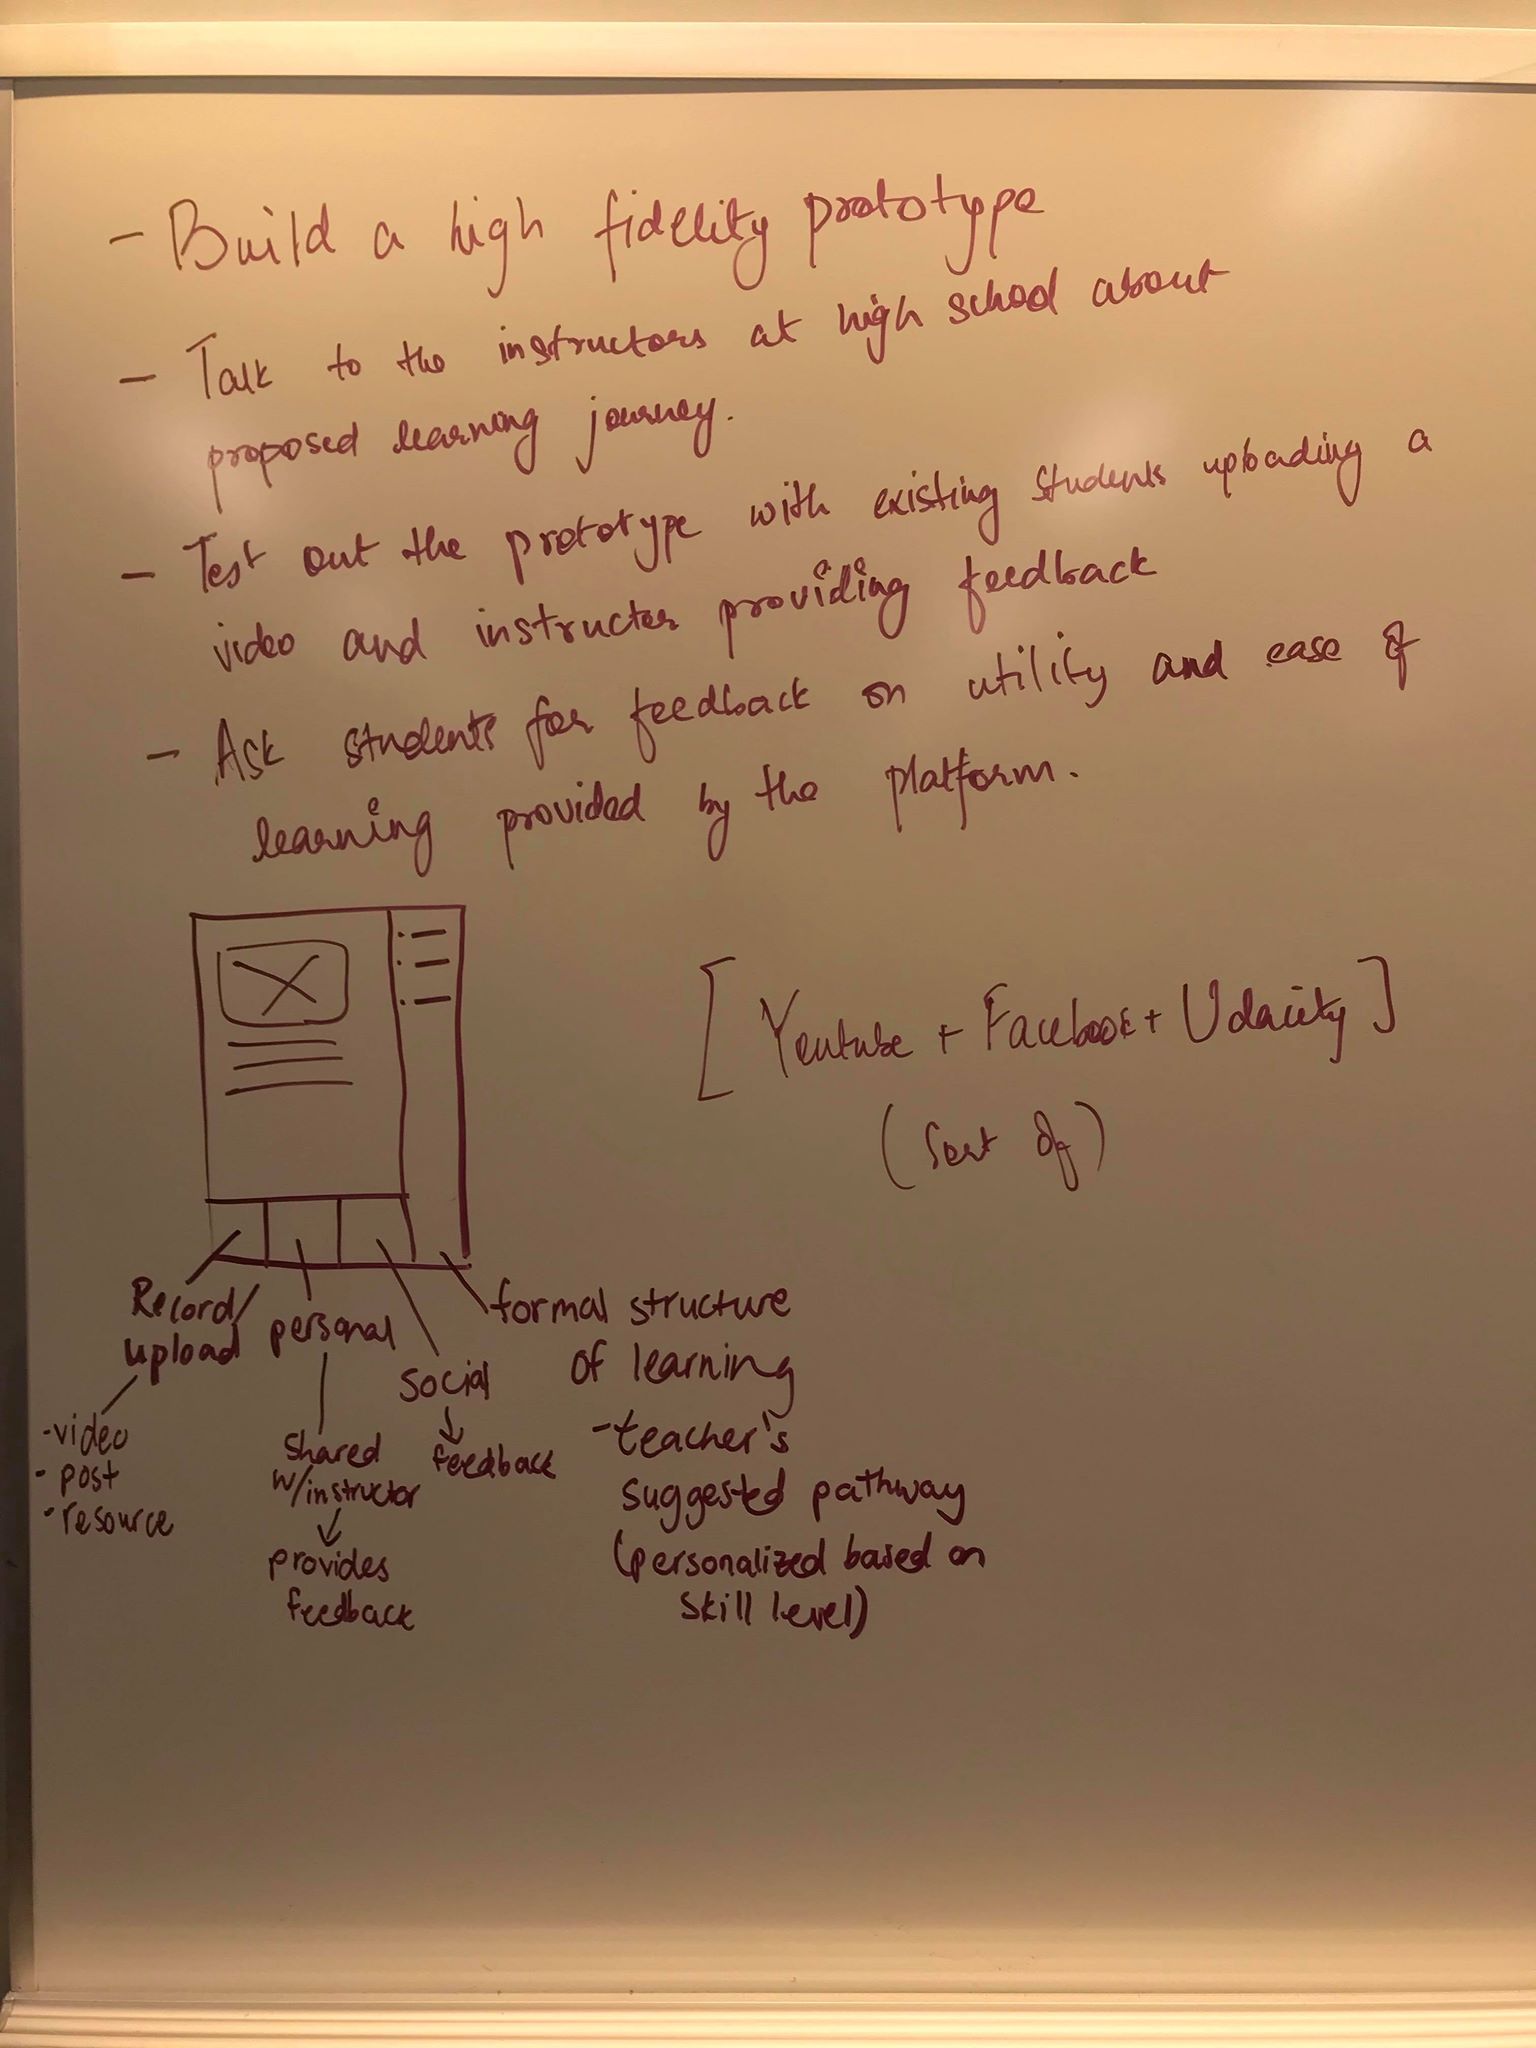 - Build a high fidelity prototype
- Talk to the instructors at high school about
proposed learning journey.
- Test out the prototype with existing students uploading a
video and instructor providing feedback
- Ask students for feedback on utility and ease of
learning provided by the platform.
[Youtube + Facebook + Udacity]
(Sort of)
Record/
upload
- video
- post
- resource
personal
shared
w/instructor
provides
feedback
social
feedback
formal structure
of learning
- teacher's
suggested pathway
(personalized based on
skill level)